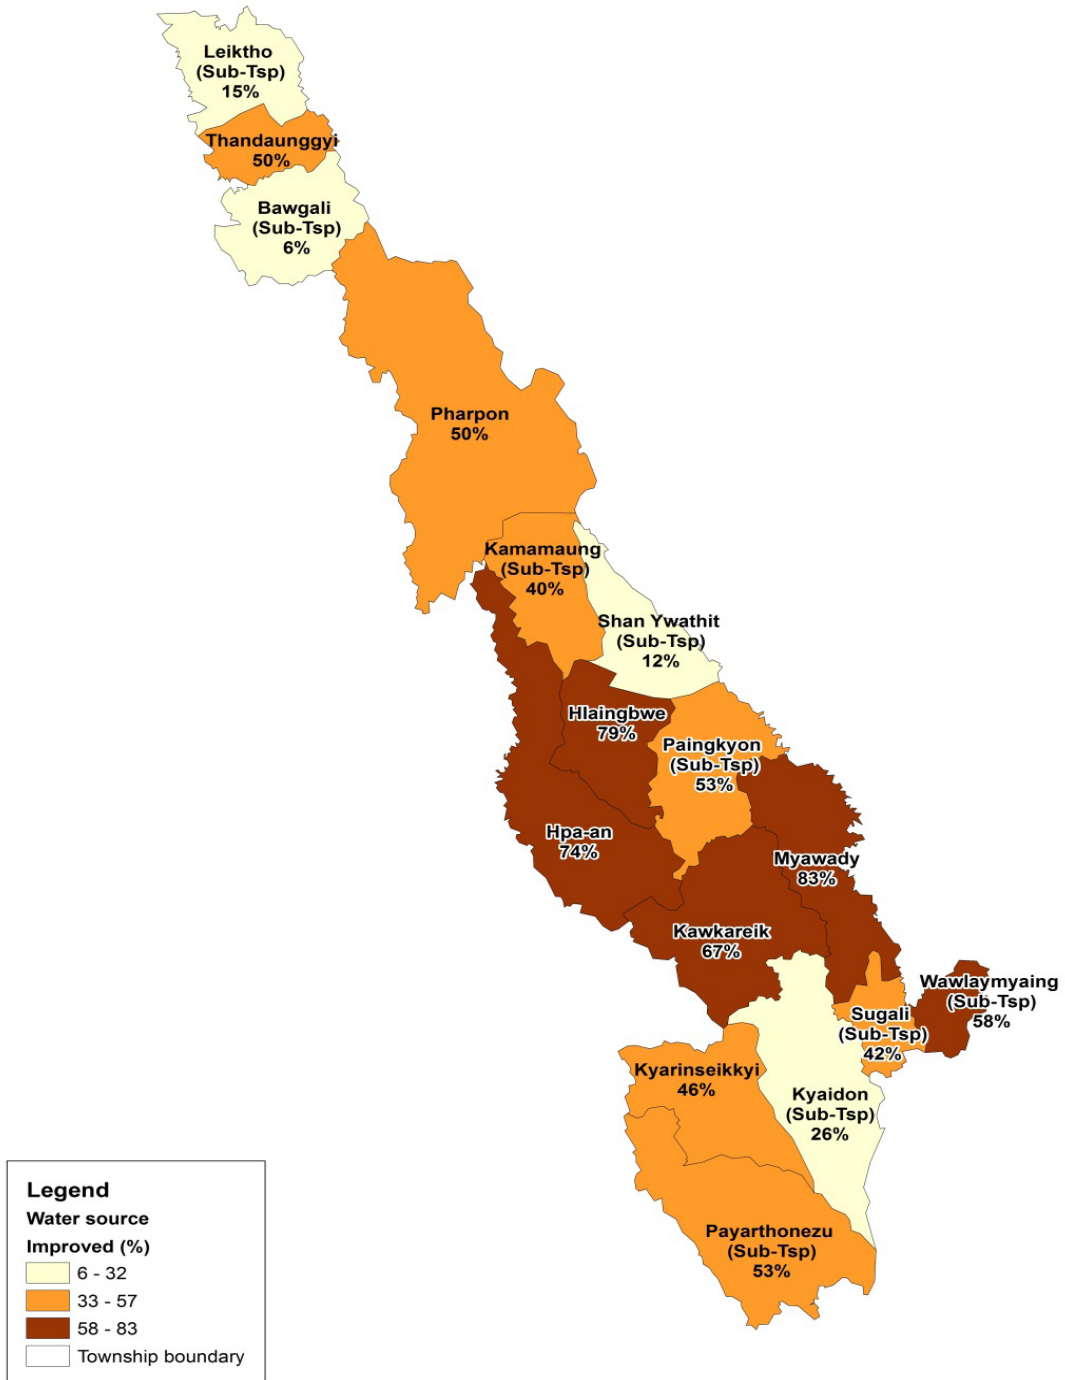 Leiktho
(Sub-Tsp)
15%
Thandaunggyi
50%
Bawgali
(Sub-Tsp)
6%
Pharpon
50%
Kamamaung
(Sub-Tsp)
40%
Shan Ywathit
(Sub-Tsp)
12%
Hlaingbwe
79%
Paingkyon
(Sub-Tsp)
53%
Hpa-an
74%
Myawady
83%
Kawkareik
67%
Wawlaymyaing
(Sub-Tsp)
58%
Sugali
(Sub-Tsp)
42%
Kyarinseikkyi
46%
Kyaidon
(Sub-Tsp)
26%
Payarthonezu
(Sub-Tsp)
53%
Legend
Water source
Improved (%)
6 - 32
33 - 57
58 - 83
Township boundary